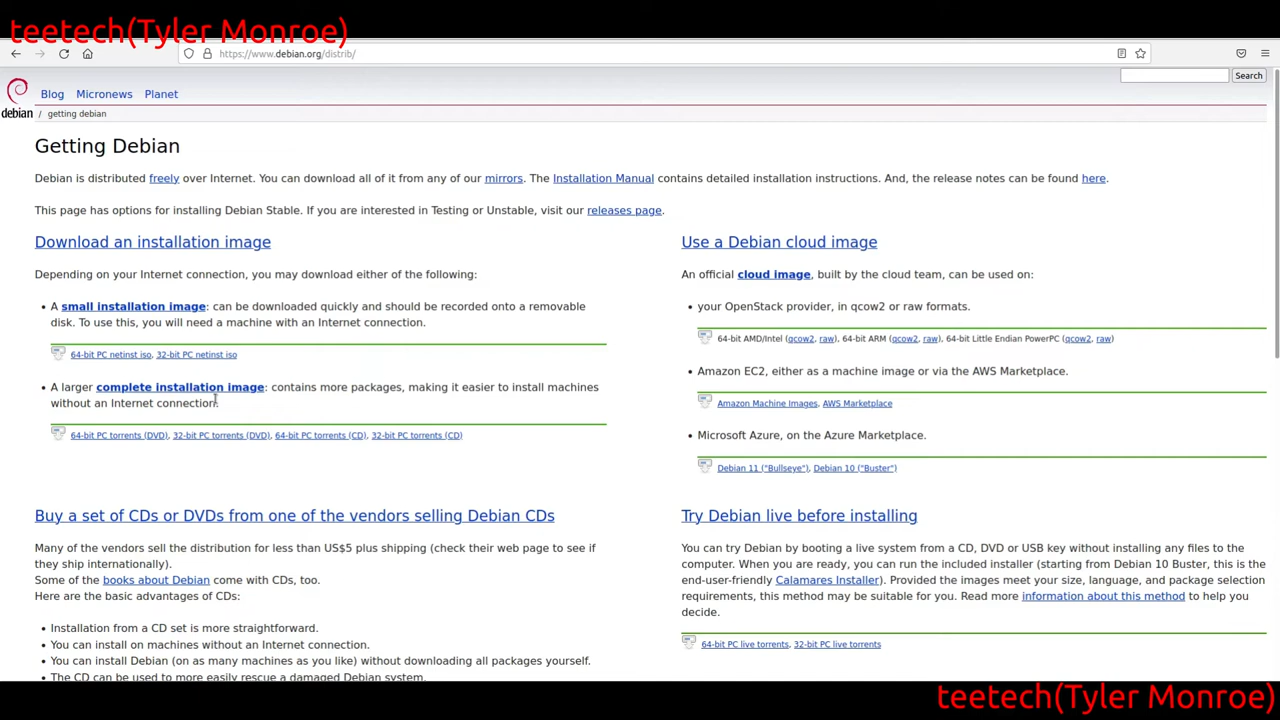 teetech(Tyler Monroe)
https://www.debian.org/distrib/
Search
Blog Micronews Planet
debian / getting debian
Getting Debian
Debian is distributed freely over Internet. You can download all of it from any of our mirrors. The Installation Manual contains detailed installation instructions. And, the release notes can be found here.
This page has options for installing Debian Stable. If you are interested in Testing or Unstable, visit our releases page.
Download an installation image
Depending on your Internet connection, you may download either of the following:
• A small installation image: can be downloaded quickly and should be recorded onto a removable
disk. To use this, you will need a machine with an Internet connection.
64-bit PC netinst iso, 32-bit PC netinst iso
• A larger complete installation image: contains more packages, making it easier to install machines
without an Internet connection.
64-bit PC torrents (DVD), 32-bit PC torrents (DVD), 64-bit PC torrents (CD), 32-bit PC torrents (CD)
Use a Debian cloud image
An official cloud image, built by the cloud team, can be used on:
• your OpenStack provider, in qcow2 or raw formats.
64-bit AMD/Intel (qcow2, raw), 64-bit ARM (qcow2, raw), 64-bit Little Endian PowerPC (qcow2, raw)
• Amazon EC2, either as a machine image or via the AWS Marketplace.
Amazon Machine Images, AWS Marketplace
• Microsoft Azure, on the Azure Marketplace.
Debian 11 ("Bullseye"), Debian 10 ("Buster")
Buy a set of CDs or DVDs from one of the vendors selling Debian CDs
Many of the vendors sell the distribution for less than US$5 plus shipping (check their web page to see if
they ship internationally).
Some of the books about Debian come with CDs, too.
Here are the basic advantages of CDs:
• Installation from a CD set is more straightforward.
• You can install on machines without an Internet connection.
• You can install Debian (on as many machines as you like) without downloading all packages yourself.
• The CD can be used to more easily rescue a damaged Debian system.
Try Debian live before installing
You can try Debian by booting a live system from a CD, DVD or USB key without installing any files to the
computer. When you are ready, you can run the included installer (starting from Debian 10 Buster, this is the
end-user-friendly Calamares Installer). Provided the images meet your size, language, and package selection
requirements, this method may be suitable for you. Read more information about this method to help you
decide.
64-bit PC live torrents, 32-bit PC live torrents
teetech(Tyler Monroe)